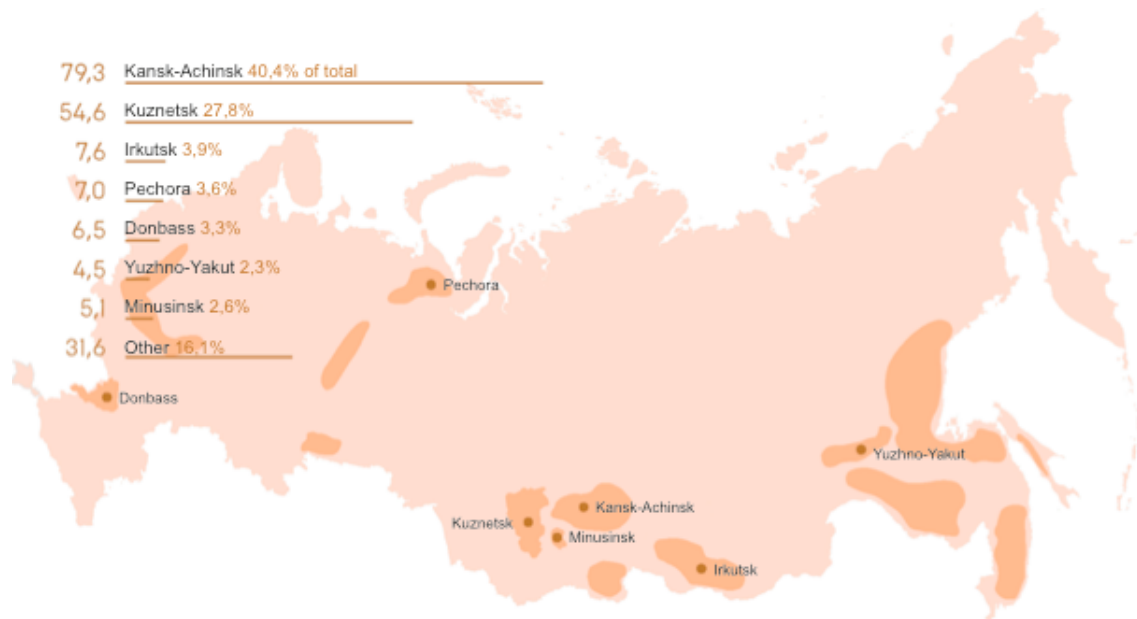 79,3 Kansk-Achinsk 40,4% of total
54,6 Kuznetsk 27,8%
7,6 Irkutsk 3,9%
7,0 Pechora 3,6%
6,5 Donbass 3,3%
4,5 Yuzhno-Yakut 2,3%
5,1 Minusinsk 2,6%
31,6 Other 16,1%
Pechora
Donbass
Yuzhno-Yakut
Kansk-Achinsk
Kuznetsk
Minusinsk
Irkutsk